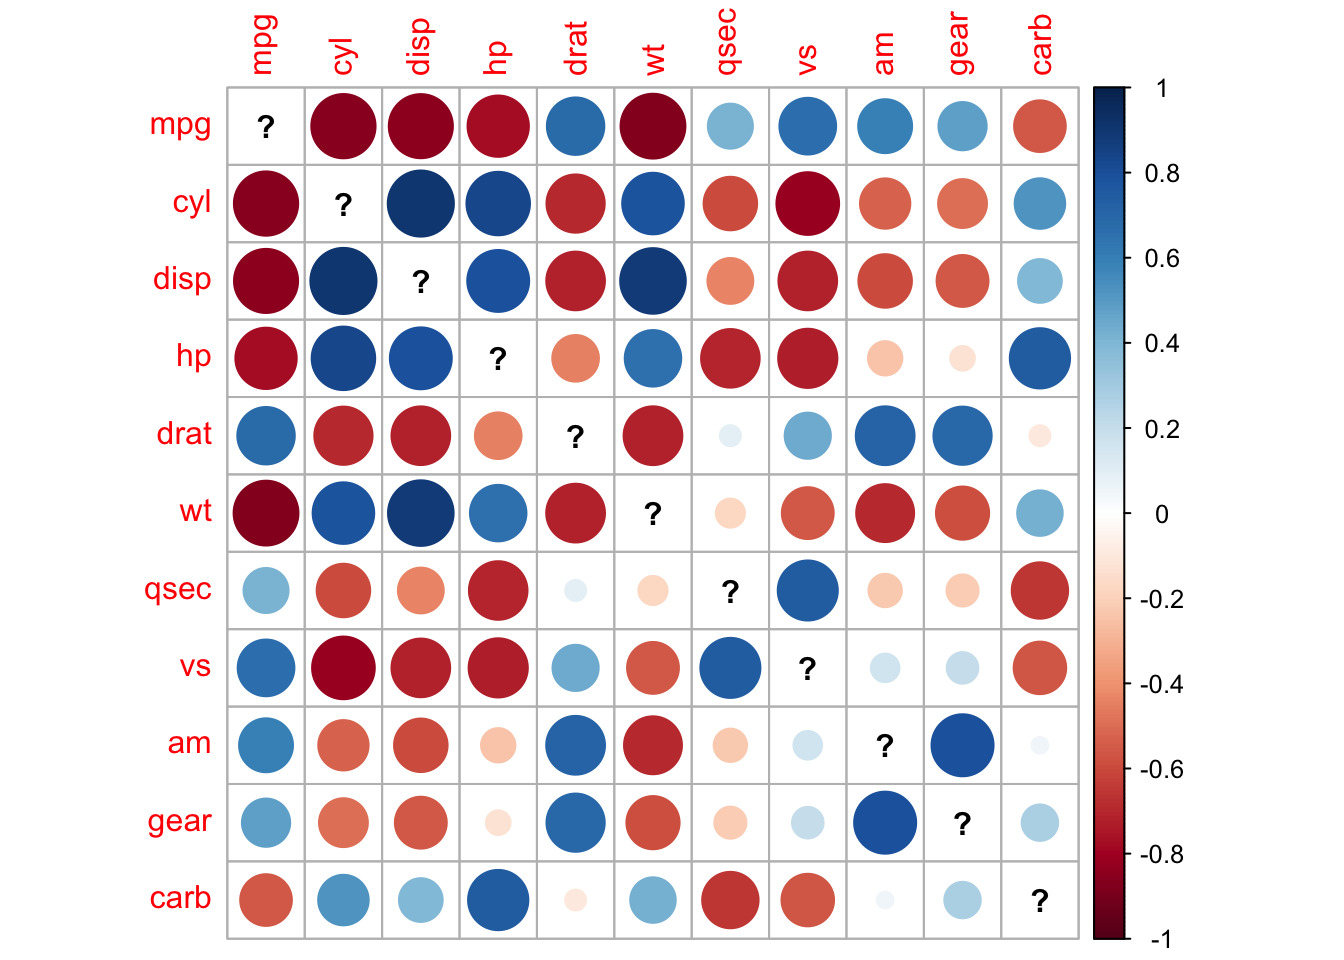 mpg cyl disp hp drat wt qsec vs am gear carb
mpg ? 1
cyl ? 0.8
disp ? 0.6
hp ? 0.4
drat ? 0.2
wt ? 0
qsec ? -0.2
vs ? -0.4
am ? -0.6
gear ? -0.8
carb ? -1